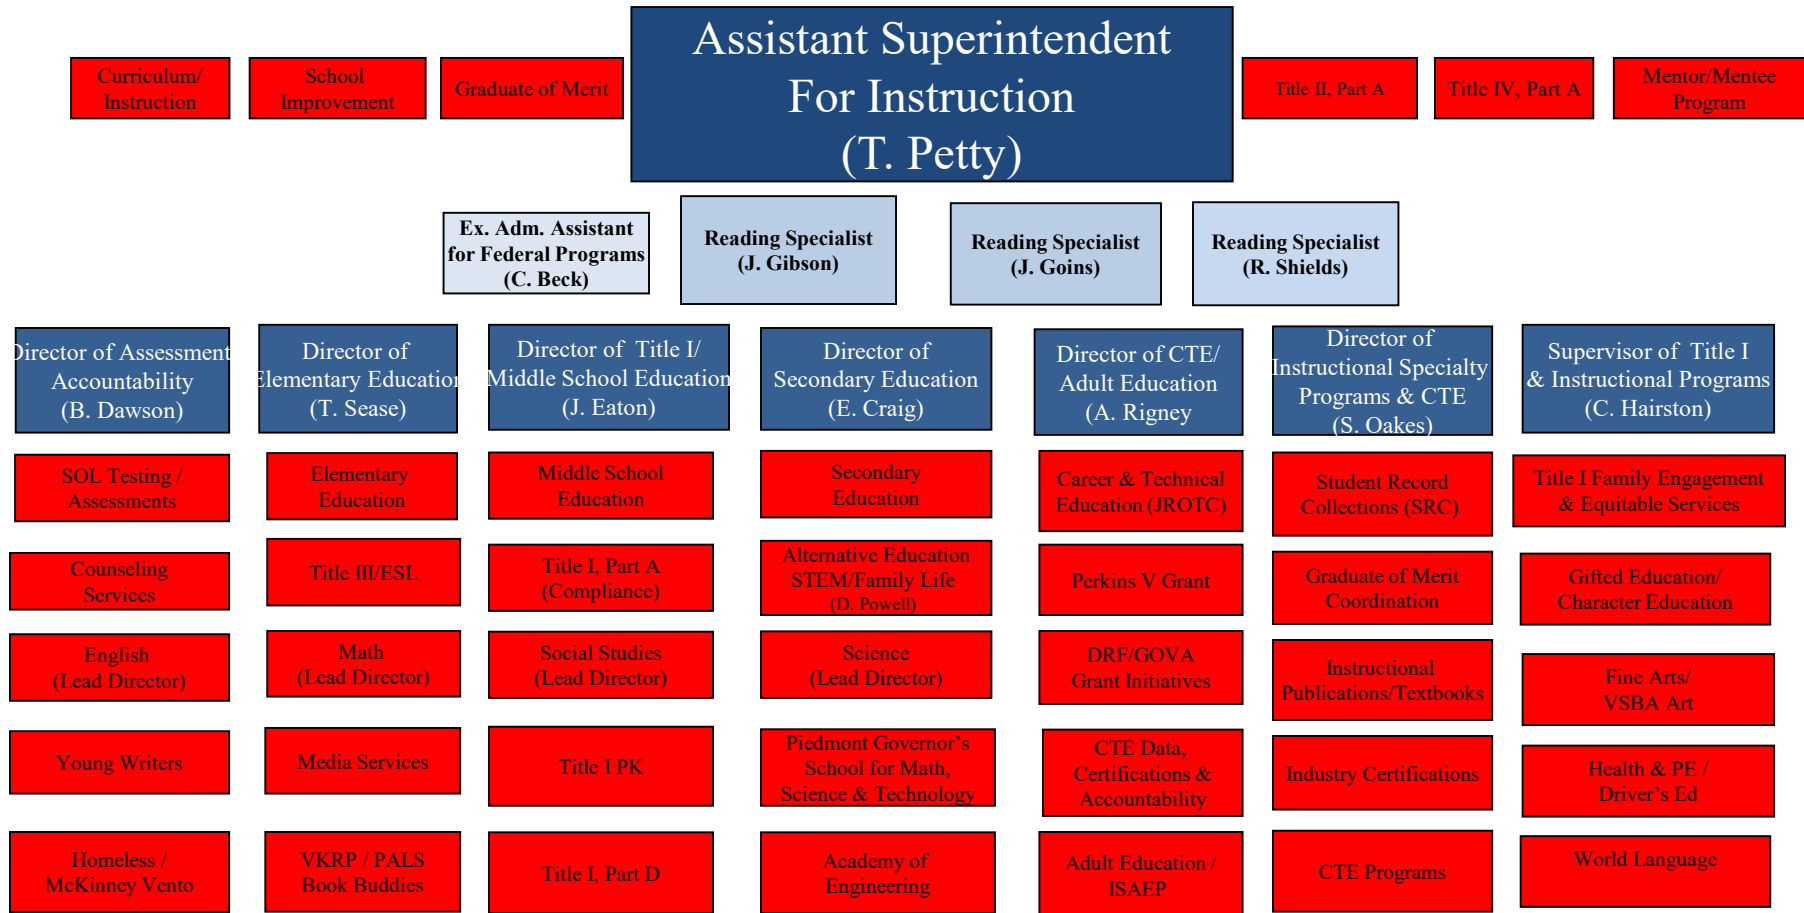 Assistant Superintendent
For Instruction
(T. Petty)
Curriculum/
Instruction
School
Improvement
Graduate of Merit
Title II, Part A
Title IV, Part A
Mentor/Mentee
Program
Ex. Adm. Assistant
for Federal Programs
(C. Beck)
Reading Specialist
(J. Gibson)
Reading Specialist
(J. Goins)
Reading Specialist
(R. Shields)
Director of Assessment
Accountability
(B. Dawson)
Director of
Elementary Education
(T. Sease)
Director of Title I/
Middle School Education
(J. Eaton)
Director of
Secondary Education
(E. Craig)
Director of CTE/
Adult Education
(A. Rigney
Director of
Instructional Specialty
Programs & CTE
(S. Oakes)
Supervisor of Title I
& Instructional Programs
(C. Hairston)
SOL Testing /
Assessments
Elementary
Education
Middle School
Education
Secondary
Education
Career & Technical
Education (JROTC)
Student Record
Collections (SRC)
Title I Family Engagement
& Equitable Services
Counseling
Services
Title III/ESL
Title I, Part A
(Compliance)
Alternative Education
STEM/Family Life
(D. Powell)
Perkins V Grant
Graduate of Merit
Coordination
Gifted Education/
Character Education
English
(Lead Director)
Math
(Lead Director)
Social Studies
(Lead Director)
Science
(Lead Director)
DRF/GOVA
Grant Initiatives
Instructional
Publications/Textbooks
Fine Arts/
VSBA Art
Young Writers
Media Services
Title I PK
Piedmont Governor's
School for Math,
Science & Technology
CTE Data,
Certifications &
Accountability
Industry Certifications
Health & PE /
Driver's Ed
Homeless /
McKinney Vento
VKRP / PALS
Book Buddies
Title I, Part D
Academy of
Engineering
Adult Education /
ISAEP
CTE Programs
World Language